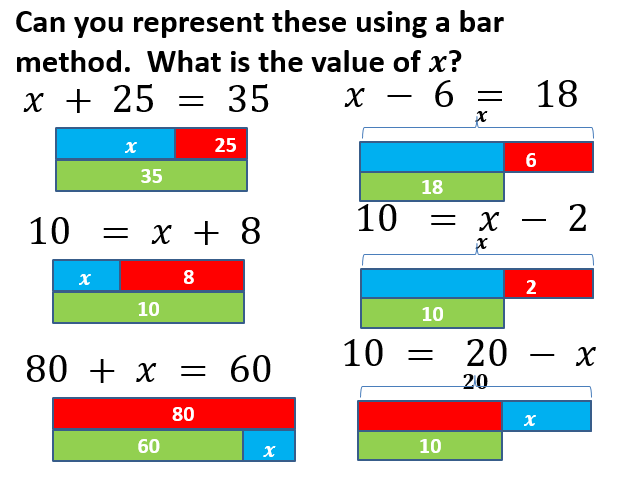 Can you represent these using a bar
method. What is the value of x?
x + 25 = 35
x 25
35
x − 6 = 18
x
6
18
10 = x + 8
x 8
10
10 = x − 2
x
2
10
80 + x = 60
80
60 x
10 = 20 − x
20
x
10